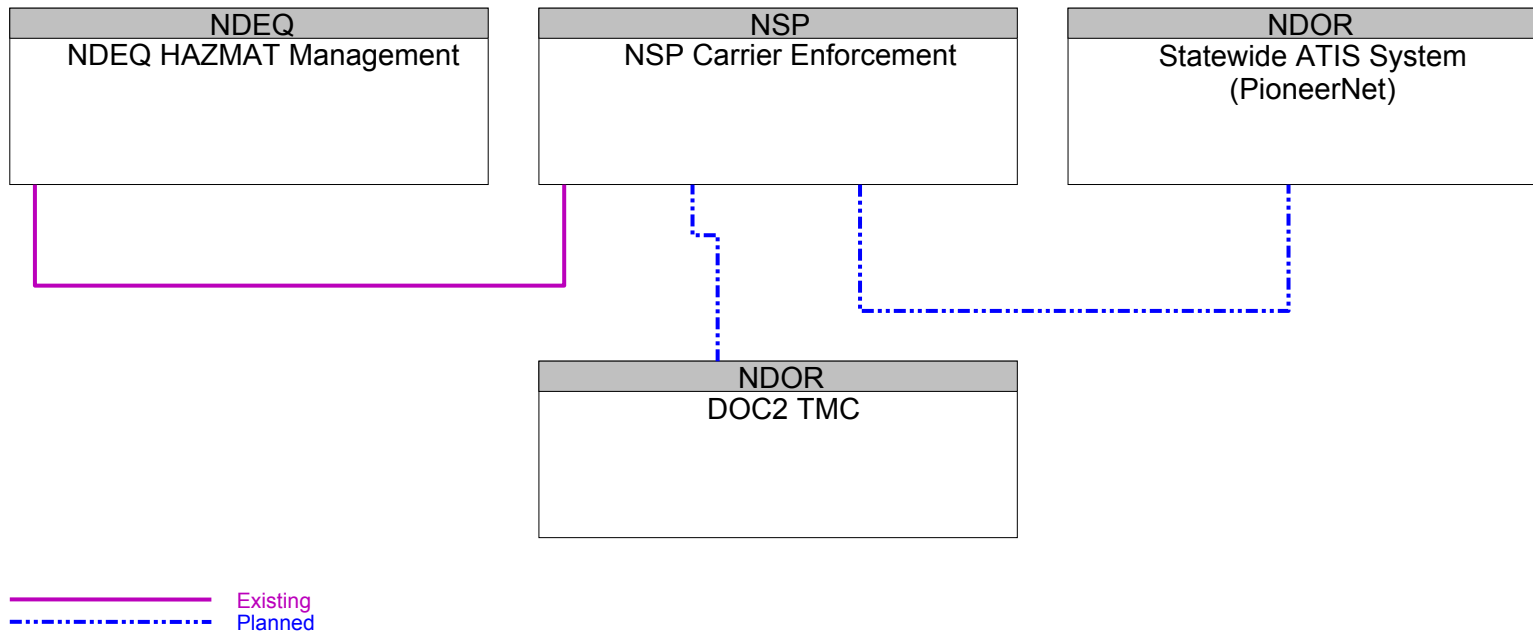 NDEQ
NDEQ HAZMAT Management
NSP
NSP Carrier Enforcement
NDOR
Statewide ATIS System
(PioneerNet)
NDOR
DOC2 TMC
Existing
Planned